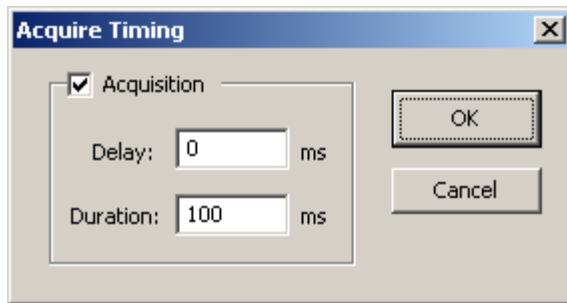 Acquire Timing
Acquisition
Delay: 0 ms
Duration: 100 ms
OK
Cancel